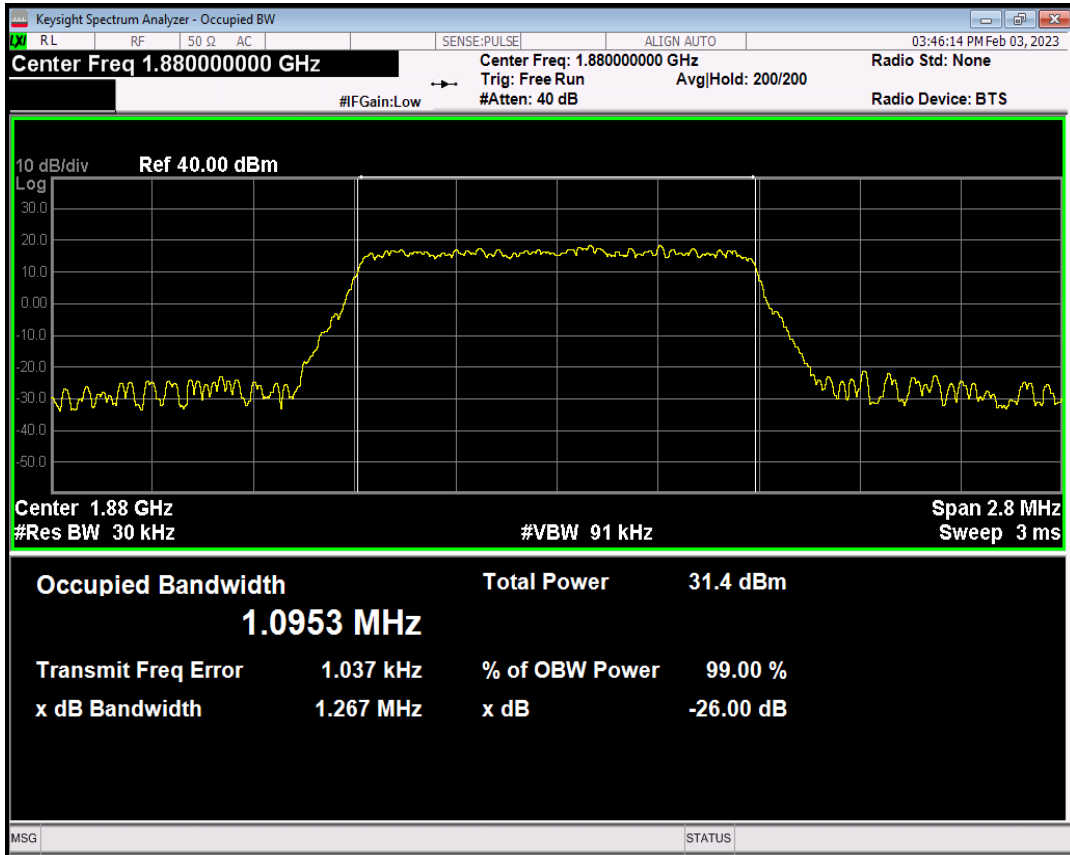 Keysight Spectrum Analyzer - Occupied BW
LXI RL RF 50 Ω AC SENSE:PULSE ALIGN AUTO 03:46:14 PM Feb 03, 2023
Center Freq 1.880000000 GHz Center Freq: 1.880000000 GHz Radio Std: None
Trig: Free Run Avg|Hold: 200/200
#IFGain:Low #Atten: 40 dB Radio Device: BTS
10 dB/div Ref 40.00 dBm
Log
30.0
20.0
10.0
0.00
-10.0
-20.0
-30.0
-40.0
-50.0
Center 1.88 GHz Span 2.8 MHz
#Res BW 30 kHz #VBW 91 kHz Sweep 3 ms
Occupied Bandwidth Total Power 31.4 dBm
1.0953 MHz
Transmit Freq Error 1.037 kHz % of OBW Power 99.00 %
x dB Bandwidth 1.267 MHz x dB -26.00 dB
MSG STATUS